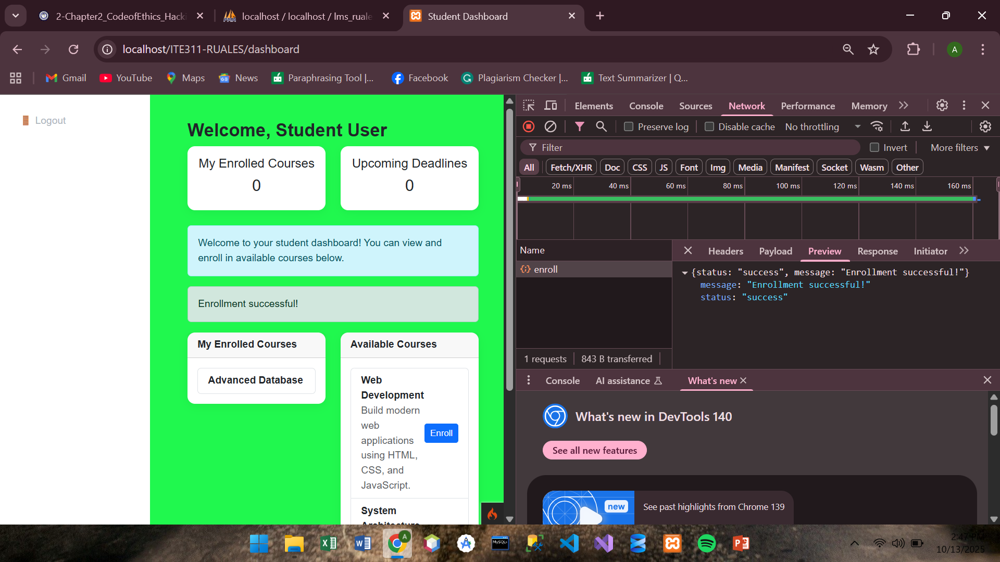 2-Chapter2_CodeofEthics_Hacki
localhost / localhost / lms_ruale
Student Dashboard
localhost/ITE311-RUALES/dashboard
A
Gmail
YouTube
Maps
News
Paraphrasing Tool |...
Facebook
Plagiarism Checker |...
Text Summarizer | Q...
Logout
Welcome, Student User
My Enrolled Courses
0
Upcoming Deadlines
0
Welcome to your student dashboard! You can view and
enroll in available courses below.
Enrollment successful!
My Enrolled Courses
Advanced Database
Available Courses
Web
Development
Build modern
web
applications
using HTML,
CSS, and
JavaScript.
Enroll
System
Architecture
Elements
Console
Sources
Network
Performance
Memory
Preserve log
Disable cache
No throttling
Filter
Invert
More filters
All
Fetch/XHR
Doc
CSS
JS
Font
Img
Media
Manifest
Socket
Wasm
Other
20 ms
40 ms
60 ms
80 ms
100 ms
120 ms
140 ms
160 ms
Name
enroll
1 requests
843 B transferred
Headers
Payload
Preview
Response
Initiator
{status: "success", message: "Enrollment successful!"}
message: "Enrollment successful!"
status: "success"
Console
AI assistance
What's new
What's new in DevTools 140
See all new features
new
See past highlights from Chrome 139
A
MySQL>
2:47 PM
10/13/2025